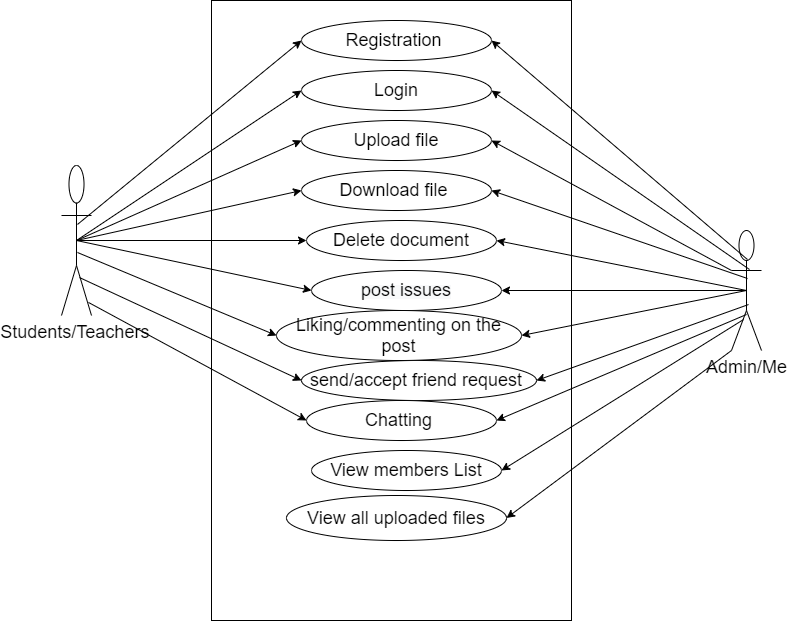 Registration
Login
Upload file
Download file
Delete document
post issues
Liking/commenting on the
post
send/accept friend request
Chatting
View members List
View all uploaded files
Students/Teachers
Admin/Me